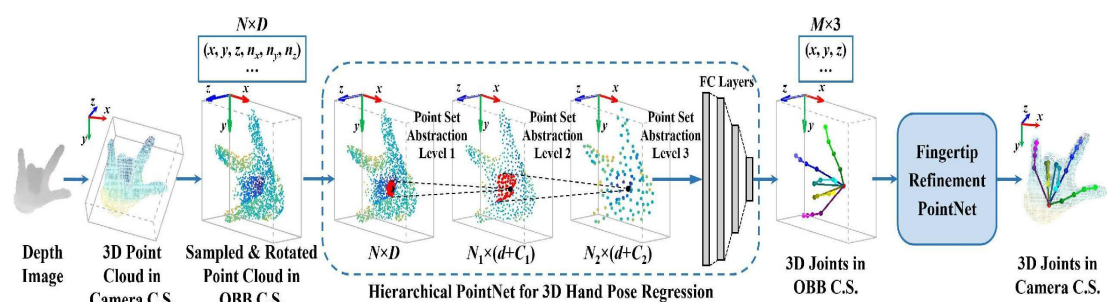 N×D
(x, y, z, nx, ny, nz)
...
M×3
(x, y, z)
...
z x y
z x y
z x y
z x y
z x y
z x y
z x y
Point Set
Abstraction
Level 1
Point Set
Abstraction
Level 2
Point Set
Abstraction
Level 3
FC Layers
Fingertip
Refinement
PointNet
Depth
Image
3D Point
Cloud in
Camera C.S.
Sampled & Rotated
Point Cloud in
OBB C.S.
N×D
N1×(d+C1)
N2×(d+C2)
Hierarchical PointNet for 3D Hand Pose Regression
3D Joints in
OBB C.S.
3D Joints in
Camera C.S.